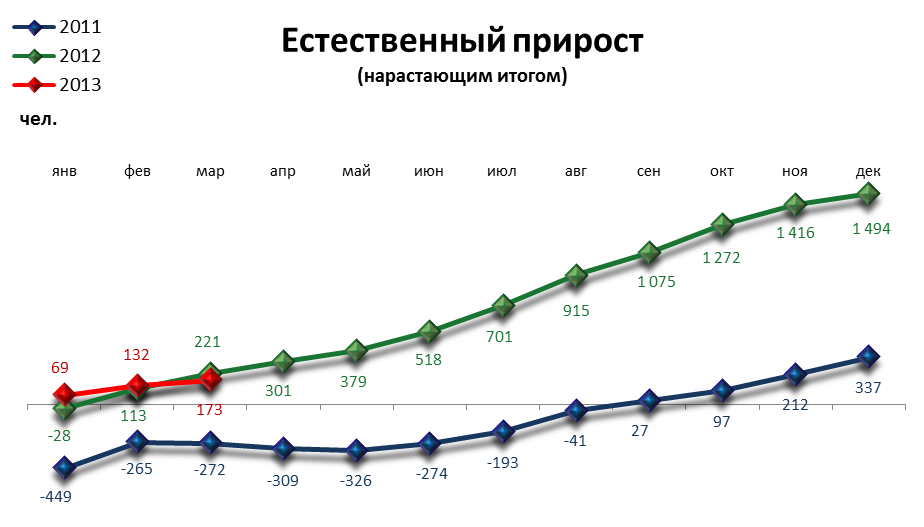 2011
2012
2013
Естественный прирост
(нарастающим итогом)
чел.
янв фев мар апр май июн июл авг сен окт ноя дек
69 132 221 301 379 518 701 915 1 075 1 272 1 416 1 494
-28 113 173
-449 -265 -272 -309 -326 -274 -193 -41 27 97 212 337